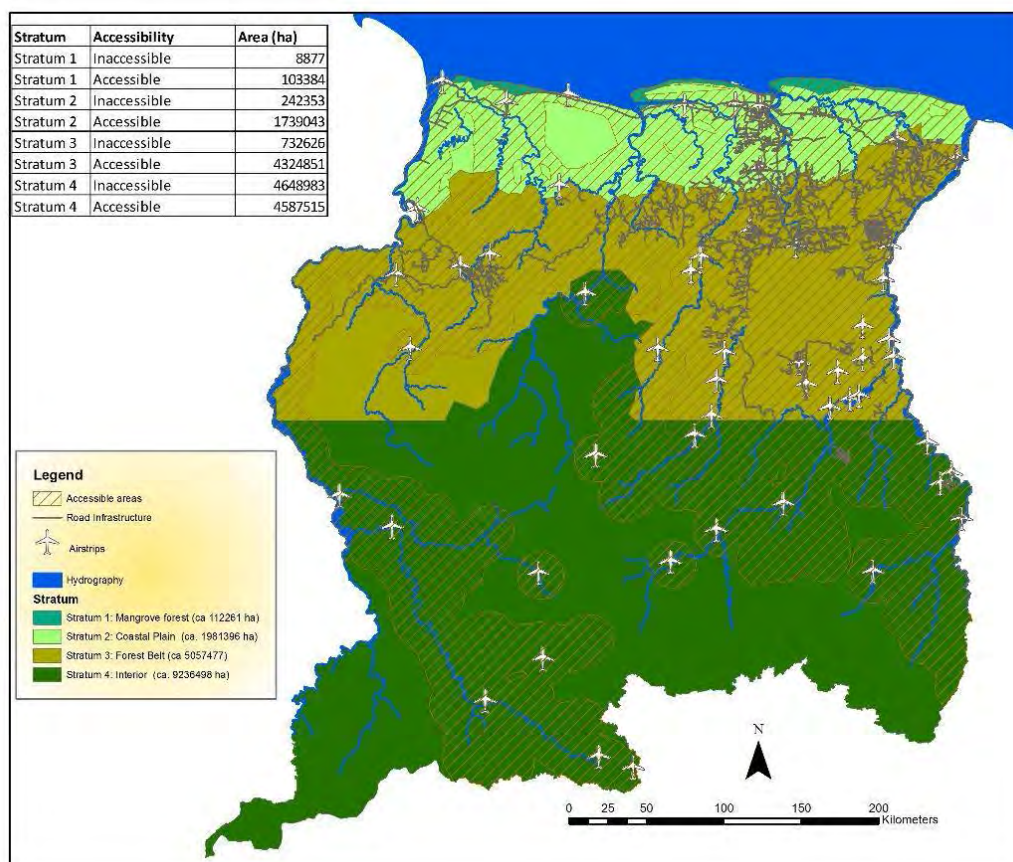 Stratum Accessibility Area (ha)
Stratum 1 Inaccessible 8877
Stratum 1 Accessible 103384
Stratum 2 Inaccessible 242353
Stratum 2 Accessible 1739043
Stratum 3 Inaccessible 732626
Stratum 3 Accessible 4324851
Stratum 4 Inaccessible 4648983
Stratum 4 Accessible 4587515
Legend
Accessible areas
Road Infrastructure
Airstrips
Hydrography
Stratum
Stratum 1: Mangrove forest (ca 112261 ha)
Stratum 2: Coastal Plain (ca. 1981396 ha)
Stratum 3: Forest Belt (ca 5057477)
Stratum 4: Interior (ca. 9236498 ha)
N
0 25 50 100 150 200
Kilometers